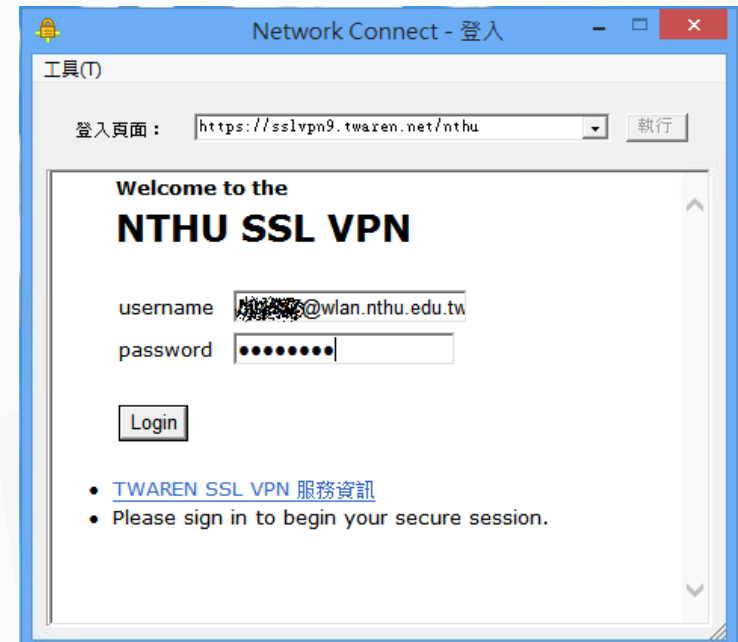 Network Connect - 登入
工具(T)
登入頁面： https://sslvpn9.twaren.net/nthu 執行
Welcome to the
NTHU SSL VPN
username @wlan.nthu.edu.tw
password ●●●●●●●●
Login
TWAREN SSL VPN 服務資訊
Please sign in to begin your secure session.